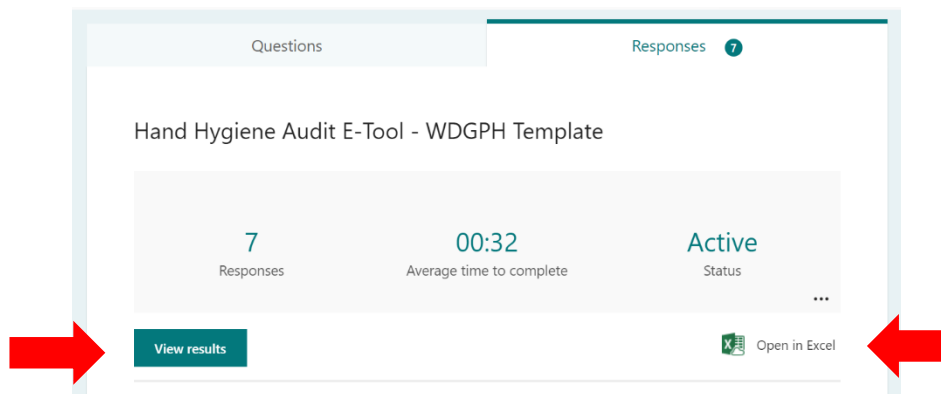 Questions
Responses 7
Hand Hygiene Audit E-Tool - WDGPH Template
7
Responses
00:32
Average time to complete
Active
Status
...
View results
Open in Excel